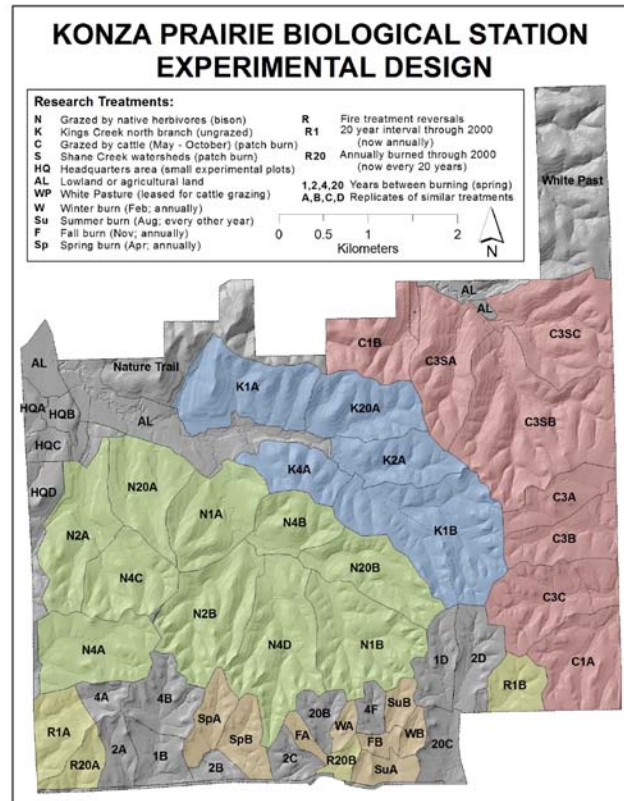 KONZA PRAIRIE BIOLOGICAL STATION
EXPERIMENTAL DESIGN
Research Treatments:
N Grazed by native herbivores (bison)
K Kings Creek north branch (ungrazed)
C Grazed by cattle (May - October) (patch burn)
S Shane Creek watersheds (patch burn)
HQ Headquarters area (small experimental plots)
AL Lowland or agricultural land
WP White Pasture (leased for cattle grazing)
W Winter burn (Feb; annually)
Su Summer burn (Aug; every other year)
F Fall burn (Nov; annually)
Sp Spring burn (Apr; annually)
R Fire treatment reversals
R1 20 year interval through 2000
(now annually)
R20 Annually burned through 2000
(now every 20 years)
1,2,4,20 Years between burning (spring)
A,B,C,D Replicates of similar treatments
0 0.5 1 2
Kilometers
N
White Past
AL
AL
C1B
C3SA
C3SC
AL
Nature Trail
K1A
K20A
C3SB
HQA
HQB
AL
HQC
K4A
K2A
HQD
N20A
N1A
N4B
K1B
C3A
N2A
C3B
N4C
N20B
C3C
N2B
N4A
N4D
N1B
1D
2D
C1A
R1B
4A
4B
SpA
20B
4F
SuB
R1A
SpB
FA
WA
WB
R20A
2A
1B
2B
2C
R20B
FB
SuA
20C